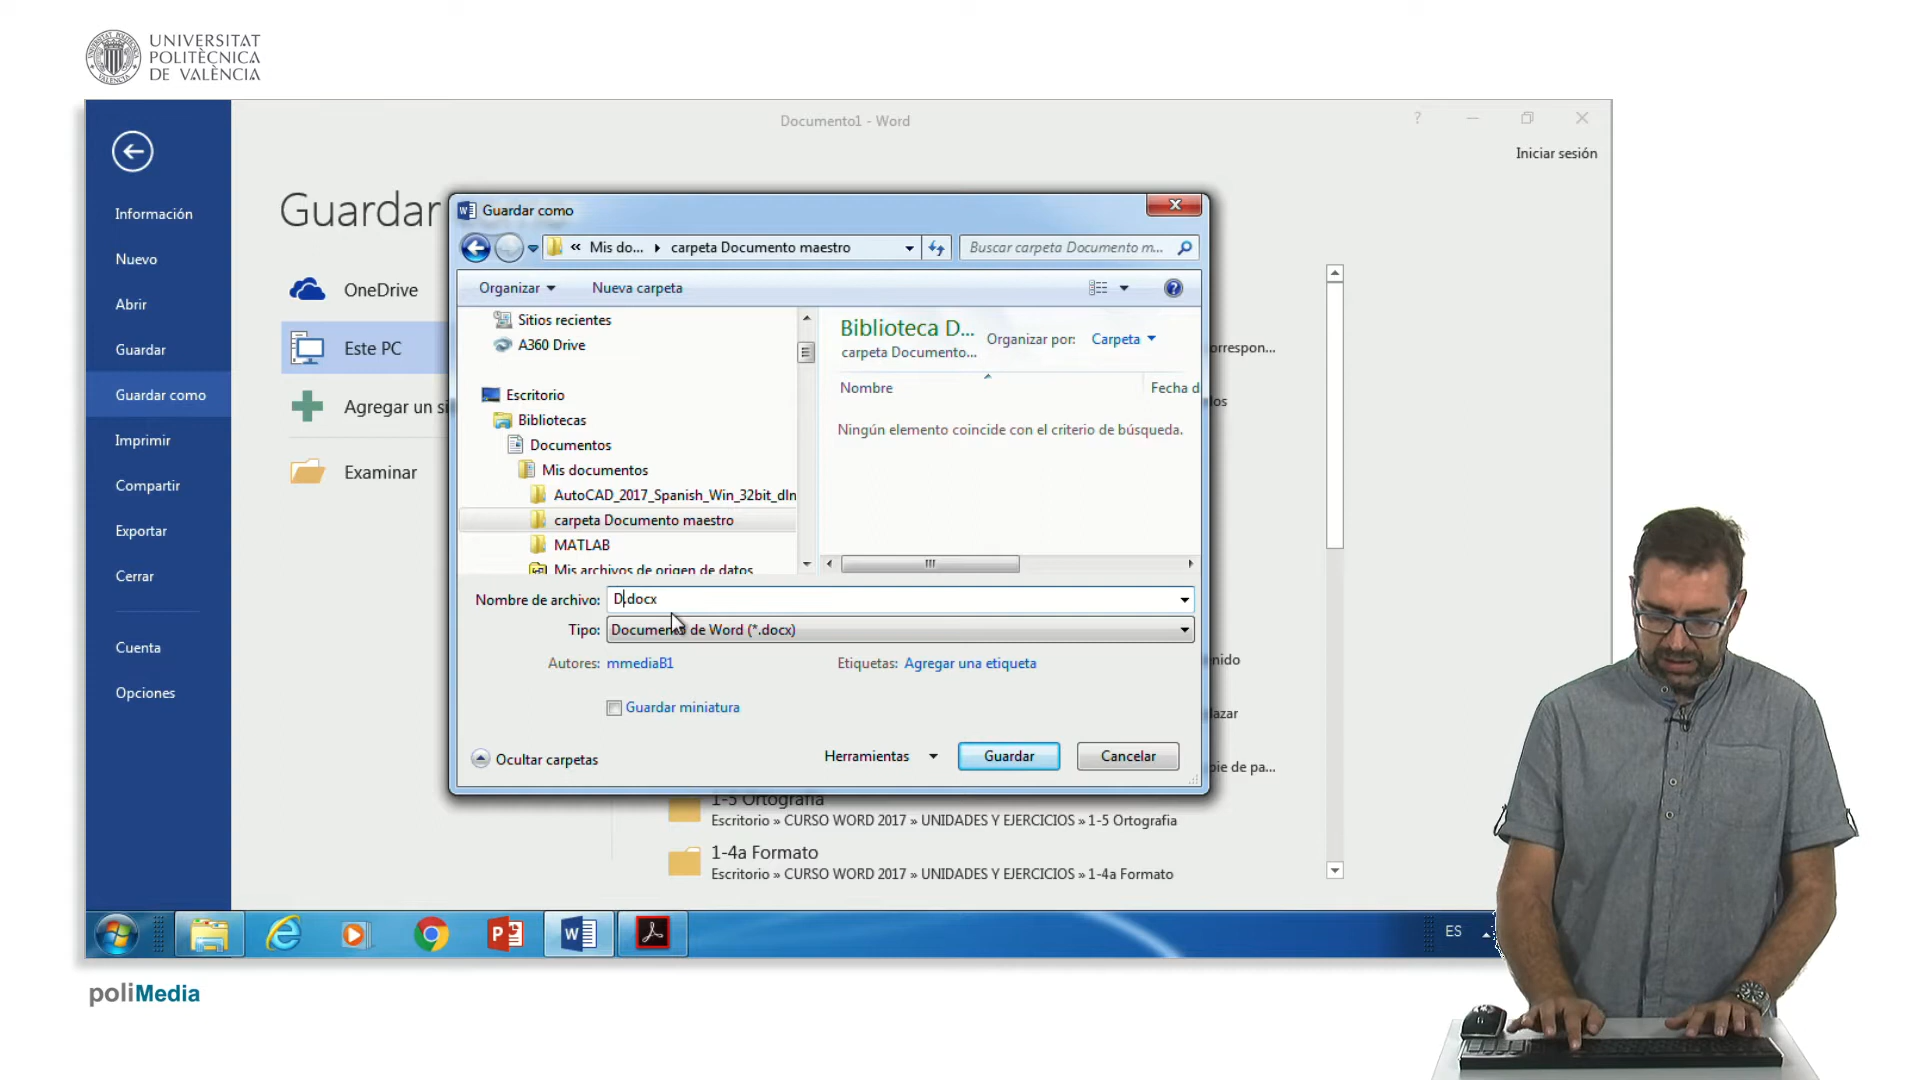 UNIVERSITAT
POLITÈCNICA
DE VALÈNCIA
Documento1 - Word
?
Iniciar sesión
Información
Nuevo
Abrir
Guardar
Guardar como
Imprimir
Compartir
Exportar
Cerrar
Cuenta
Opciones
Guardar
OneDrive
Este PC
Agregar un si
Examinar
Guardar como
« Mis do... carpeta Documento maestro
Buscar carpeta Documento m...
Organizar
Nueva carpeta
?
Sitios recientes
A360 Drive
Escritorio
Bibliotecas
Documentos
Mis documentos
AutoCAD_2017_Spanish_Win_32bit_dln
carpeta Documento maestro
MATLAB
Mis archivos de origen de datos
Biblioteca D...
carpeta Documento...
Organizar por: Carpeta
Nombre
Fecha d
Ningún elemento coincide con el criterio de búsqueda.
Nombre de archivo: D.docx
Tipo: Documento de Word (*.docx)
Autores: mmediaB1
Etiquetas: Agregar una etiqueta
Guardar miniatura
Ocultar carpetas
Herramientas
Guardar
Cancelar
orrespon...
los
nido
lazar
pie de pa...
1-5 Ortografía
Escritorio » CURSO WORD 2017 » UNIDADES Y EJERCICIOS » 1-5 Ortografia
1-4a Formato
Escritorio » CURSO WORD 2017 » UNIDADES Y EJERCICIOS » 1-4a Formato
ES
poliMedia